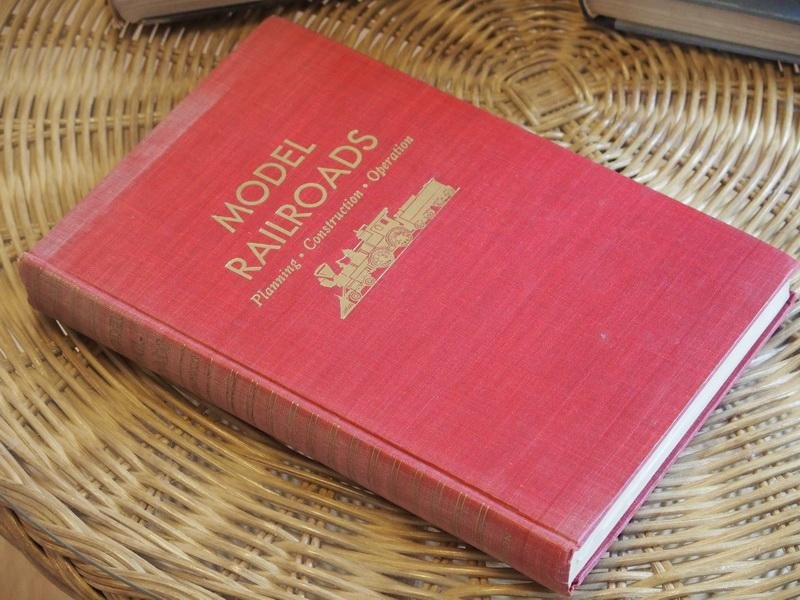 MODEL
RAILROADS
Planning • Construction • Operation